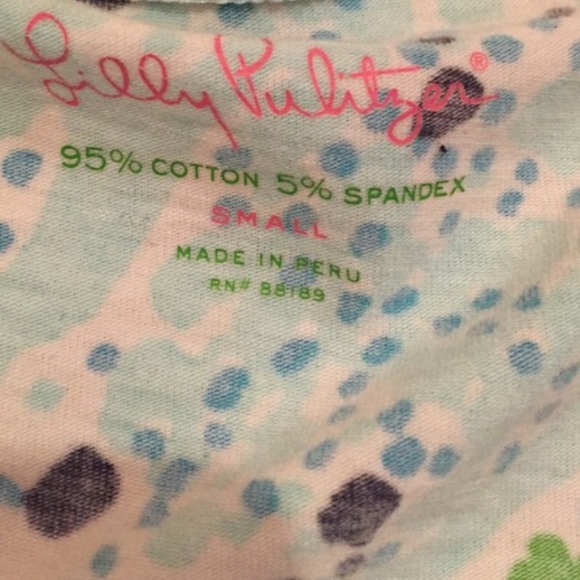 Lilly Pulitzer®
95% COTTON 5% SPANDEX
SMALL
MADE IN PERU
RN# 88189